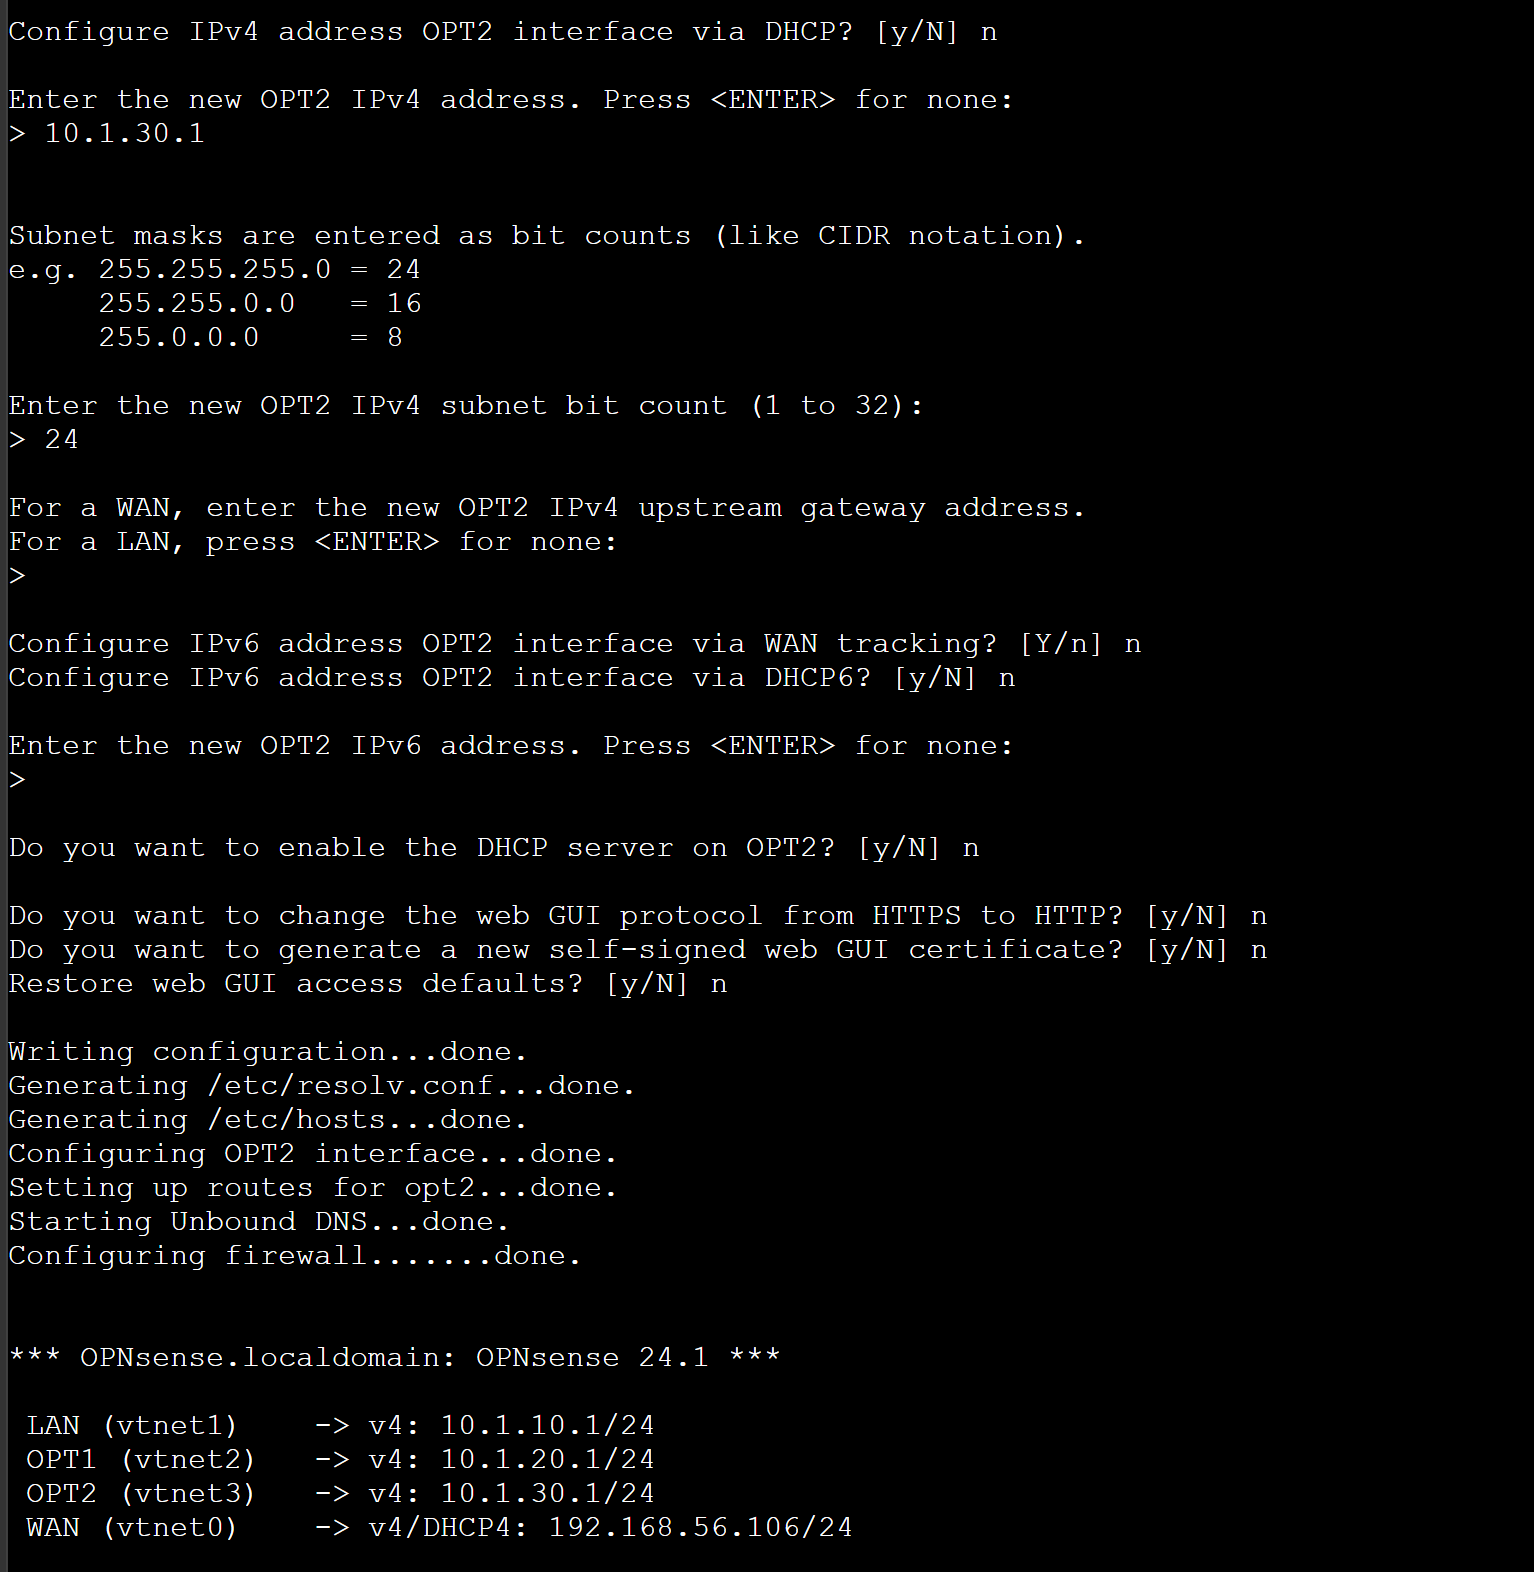 Configure IPv4 address OPT2 interface via DHCP? [y/N] n
Enter the new OPT2 IPv4 address. Press <ENTER> for none:
> 10.1.30.1
Subnet masks are entered as bit counts (like CIDR notation).
e.g. 255.255.255.0 = 24
     255.255.0.0   = 16
     255.0.0.0     = 8
Enter the new OPT2 IPv4 subnet bit count (1 to 32):
> 24
For a WAN, enter the new OPT2 IPv4 upstream gateway address.
For a LAN, press <ENTER> for none:
>
Configure IPv6 address OPT2 interface via WAN tracking? [Y/n] n
Configure IPv6 address OPT2 interface via DHCP6? [y/N] n
Enter the new OPT2 IPv6 address. Press <ENTER> for none:
>
Do you want to enable the DHCP server on OPT2? [y/N] n
Do you want to change the web GUI protocol from HTTPS to HTTP? [y/N] n
Do you want to generate a new self-signed web GUI certificate? [y/N] n
Restore web GUI access defaults? [y/N] n
Writing configuration...done.
Generating /etc/resolv.conf...done.
Generating /etc/hosts...done.
Configuring OPT2 interface...done.
Setting up routes for opt2...done.
Starting Unbound DNS...done.
Configuring firewall.......done.
*** OPNsense.localdomain: OPNsense 24.1 ***
 LAN (vtnet1)    -> v4: 10.1.10.1/24
 OPT1 (vtnet2)   -> v4: 10.1.20.1/24
 OPT2 (vtnet3)   -> v4: 10.1.30.1/24
 WAN (vtnet0)    -> v4/DHCP4: 192.168.56.106/24